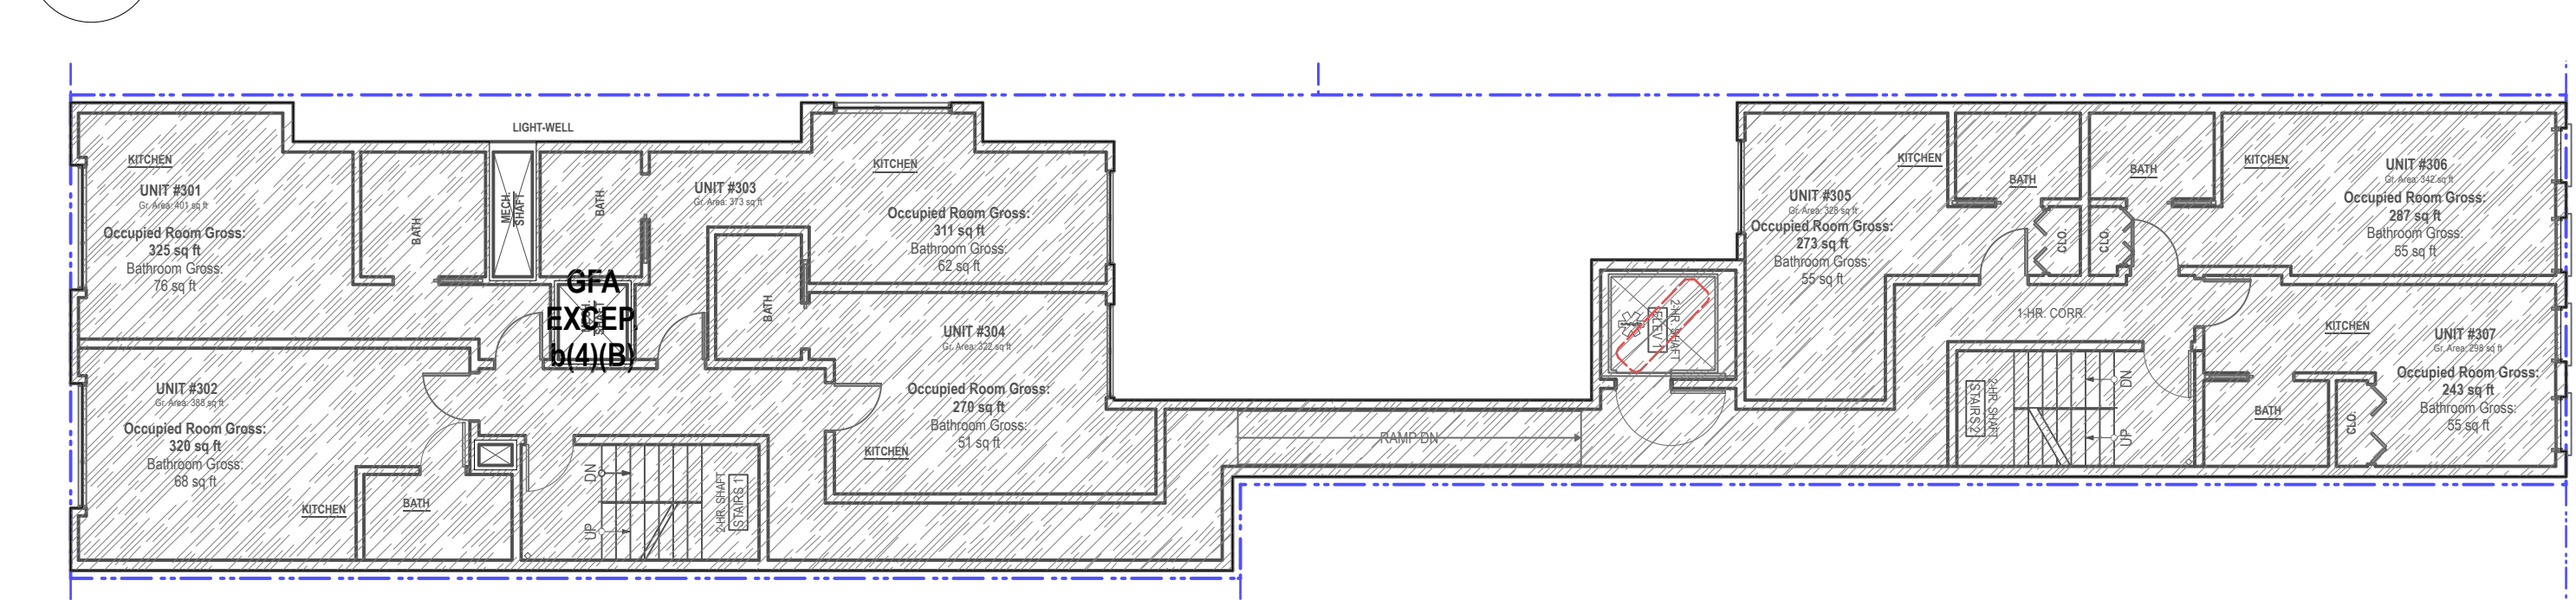 LIGHT-WELL
KITCHEN
UNIT #301
Gr. Area: 401 sq ft
Occupied Room Gross:
325 sq ft
Bathroom Gross:
76 sq ft
BATH
MECH.
SHAFT
BATH
UNIT #303
Gr. Area: 373 sq ft
KITCHEN
Occupied Room Gross:
311 sq ft
Bathroom Gross:
62 sq ft
GFA
EXCEP.
b(4)(B)
BATH
UNIT #304
Gr. Area: 322 sq ft
Occupied Room Gross:
270 sq ft
Bathroom Gross:
51 sq ft
KITCHEN
UNIT #302
Gr. Area: 388 sq ft
Occupied Room Gross:
320 sq ft
Bathroom Gross:
68 sq ft
KITCHEN
BATH
DN
UP
2-HR. SHAFT
STAIRS 1
RAMP DN
ELEV 1
2-HR. SHAFT
UNIT #305
Gr. Area: 328 sq ft
Occupied Room Gross:
273 sq ft
Bathroom Gross:
55 sq ft
KITCHEN
BATH
BATH
CLO.
CLO.
KITCHEN
UNIT #306
Gr. Area: 342 sq ft
Occupied Room Gross:
287 sq ft
Bathroom Gross:
55 sq ft
1-HR. CORR.
STAIRS 2
2-HR. SHAFT
DN
UP
KITCHEN
UNIT #307
Gr. Area: 298 sq ft
Occupied Room Gross:
243 sq ft
Bathroom Gross:
55 sq ft
BATH
CLO.